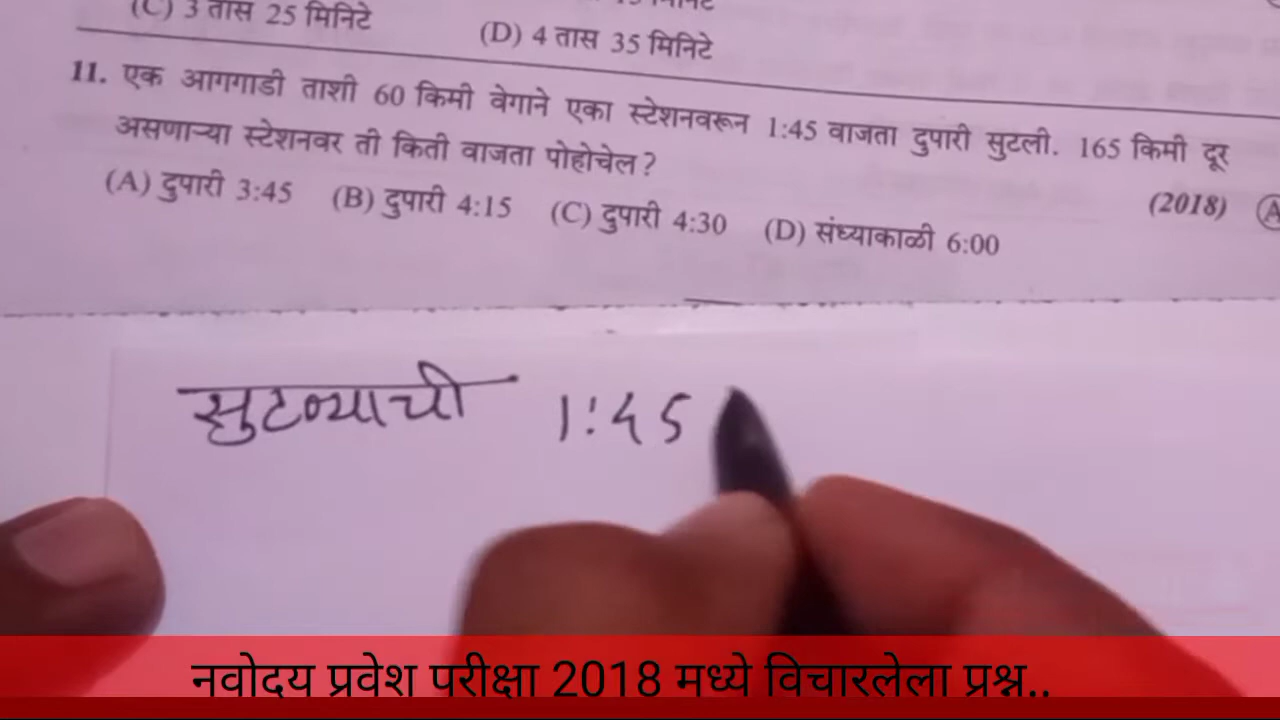 (C) 3 तास 25 मिनिटे
(D) 4 तास 35 मिनिटे
11. एक आगगाडी ताशी 60 किमी वेगाने एका स्टेशनवरून 1:45 वाजता दुपारी सुटली. 165 किमी दूर
असणाऱ्या स्टेशनवर ती किती वाजता पोहोचेल?
(2018)
(A) दुपारी 3:45 (B) दुपारी 4:15 (C) दुपारी 4:30 (D) संध्याकाळी 6:00
सुटण्याची 1:45
नवोदय प्रवेश परीक्षा 2018 मध्ये विचारलेला प्रश्न..